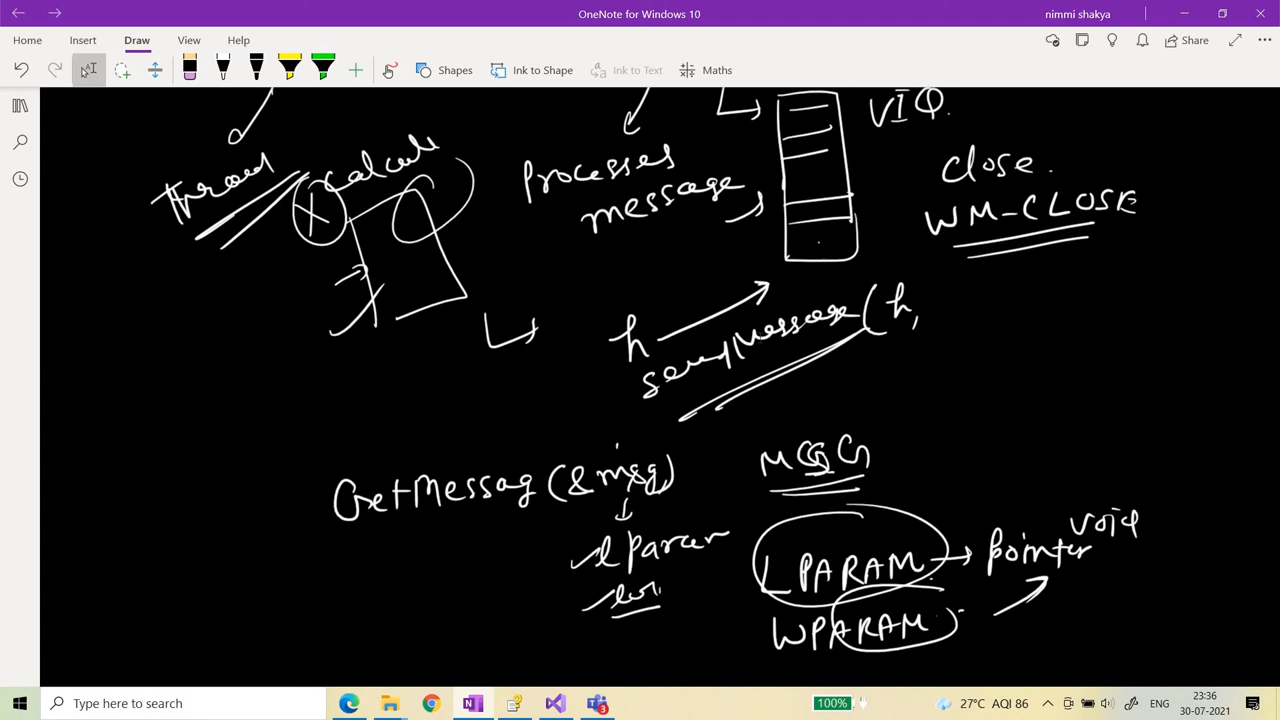 OneNote for Windows 10
nimmi shakya
Home Insert Draw View Help
Share
Shapes
Ink to Shape
Ink to Text
Maths
VIQ.
thread
calcule
Processes
message
close.
WM-CLOSE
h
SendMessage (h,
GetMessag (&msg)
MSG
lparam
LPARAM → pointer void
WPARAM
Type here to search
100%
27°C AQI 86
ENG
23:36
30-07-2021